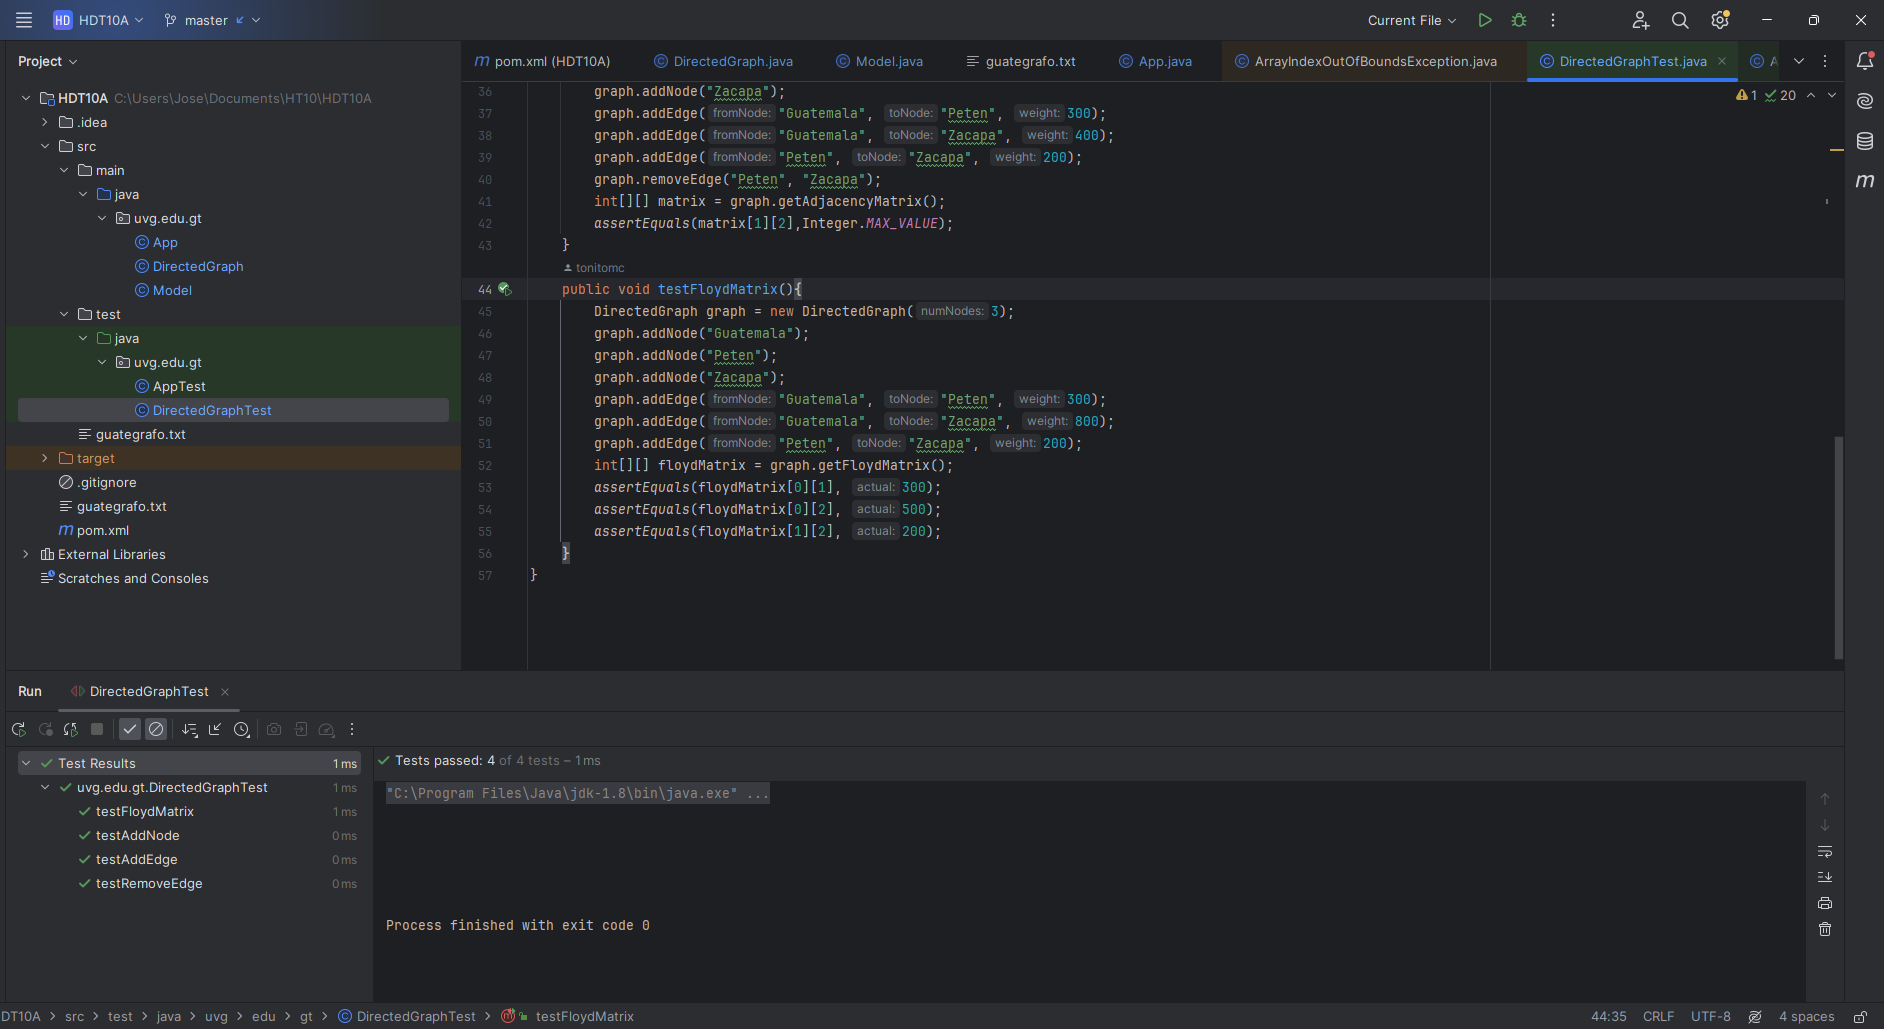 HD HDT10A master Current File
Project
pom.xml (HDT10A) DirectedGraph.java Model.java guategrafo.txt App.java ArrayIndexOutOfBoundsException.java DirectedGraphTest.java A
HDT10A C:\Users\Jose\Documents\HT10\HDT10A
.idea
src
main
java
uvg.edu.gt
App
DirectedGraph
Model
test
java
uvg.edu.gt
AppTest
DirectedGraphTest
guategrafo.txt
target
.gitignore
guategrafo.txt
pom.xml
External Libraries
Scratches and Consoles
1 20
36 graph.addNode("Zacapa");
37 graph.addEdge( fromNode: "Guatemala", toNode: "Peten", weight: 300);
38 graph.addEdge( fromNode: "Guatemala", toNode: "Zacapa", weight: 400);
39 graph.addEdge( fromNode: "Peten", toNode: "Zacapa", weight: 200);
40 graph.removeEdge("Peten", "Zacapa");
41 int[][] matrix = graph.getAdjacencyMatrix();
42 assertEquals(matrix[1][2],Integer.MAX_VALUE);
43 }
tonitomc
44 public void testFloydMatrix(){
45 DirectedGraph graph = new DirectedGraph( numNodes: 3);
46 graph.addNode("Guatemala");
47 graph.addNode("Peten");
48 graph.addNode("Zacapa");
49 graph.addEdge( fromNode: "Guatemala", toNode: "Peten", weight: 300);
50 graph.addEdge( fromNode: "Guatemala", toNode: "Zacapa", weight: 800);
51 graph.addEdge( fromNode: "Peten", toNode: "Zacapa", weight: 200);
52 int[][] floydMatrix = graph.getFloydMatrix();
53 assertEquals(floydMatrix[0][1], actual: 300);
54 assertEquals(floydMatrix[0][2], actual: 500);
55 assertEquals(floydMatrix[1][2], actual: 200);
56 }
57 }
Run DirectedGraphTest
Test Results 1 ms
uvg.edu.gt.DirectedGraphTest 1 ms
testFloydMatrix 1 ms
testAddNode 0 ms
testAddEdge 0 ms
testRemoveEdge 0 ms
Tests passed: 4 of 4 tests – 1 ms
"C:\Program Files\Java\jdk-1.8\bin\java.exe" ...
Process finished with exit code 0
DT10A > src > test > java > uvg > edu > gt > DirectedGraphTest > testFloydMatrix
44:35 CRLF UTF-8 4 spaces